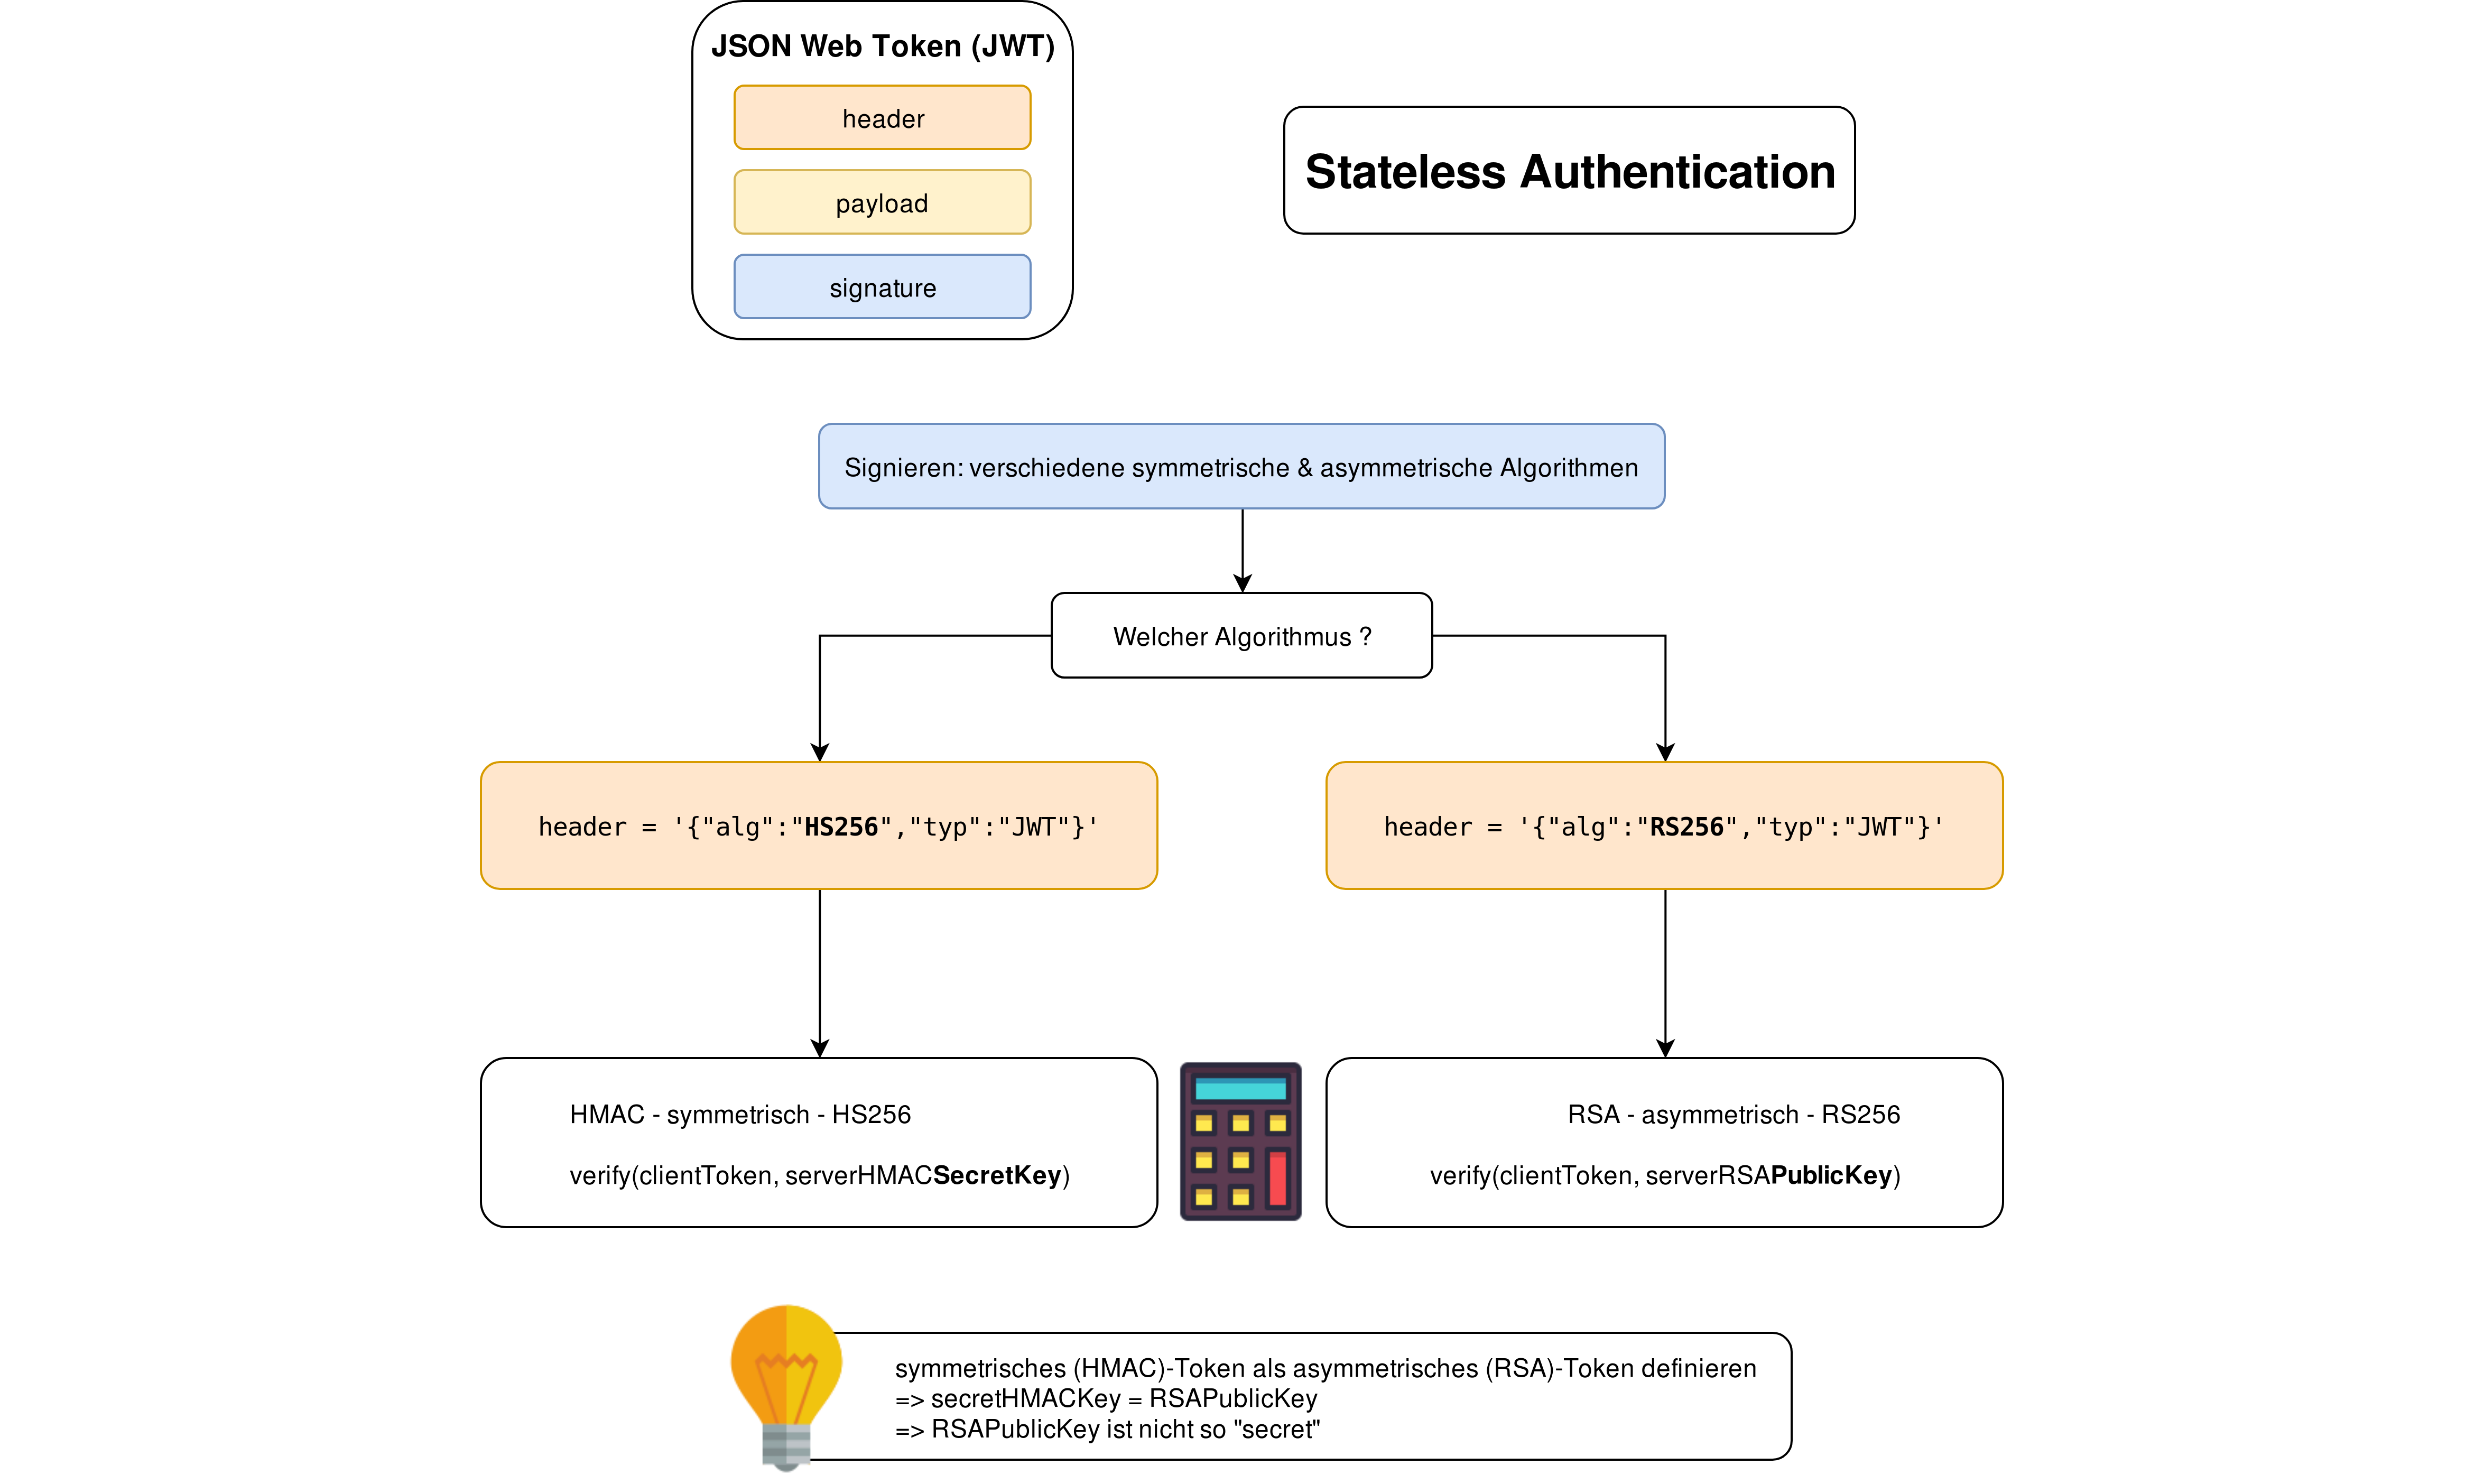 JSON Web Token (JWT)
header
payload
signature
Stateless Authentication
Signieren: verschiedene symmetrische & asymmetrische Algorithmen
Welcher Algorithmus ?
header = '{"alg":"HS256","typ":"JWT"}'
header = '{"alg":"RS256","typ":"JWT"}'
HMAC - symmetrisch - HS256
verify(clientToken, serverHMACSecretKey)
RSA - asymmetrisch - RS256
verify(clientToken, serverRSAPublicKey)
symmetrisches (HMAC)-Token als asymmetrisches (RSA)-Token definieren
=> secretHMACKey = RSAPublicKey
=> RSAPublicKey ist nicht so "secret"